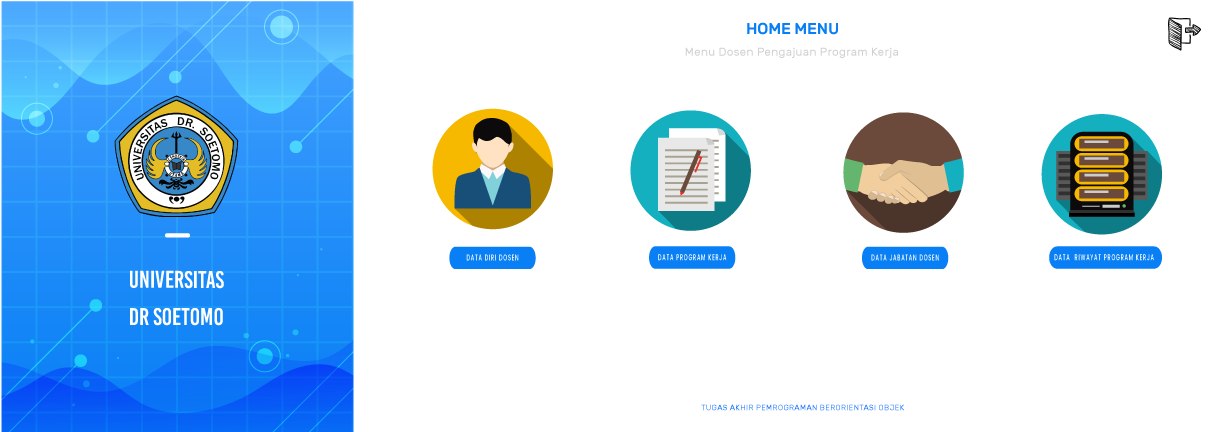 UNIVERSITAS DR. SOETOMO
UNIVERSITAS
DR SOETOMO
HOME MENU
Menu Dosen Pengajuan Program Kerja
DATA DIRI DOSEN
DATA PROGRAM KERJA
DATA JABATAN DOSEN
DATA RIWAYAT PROGRAM KERJA
TUGAS AKHIR PEMROGRAMAN BERORIENTASI OBJEK